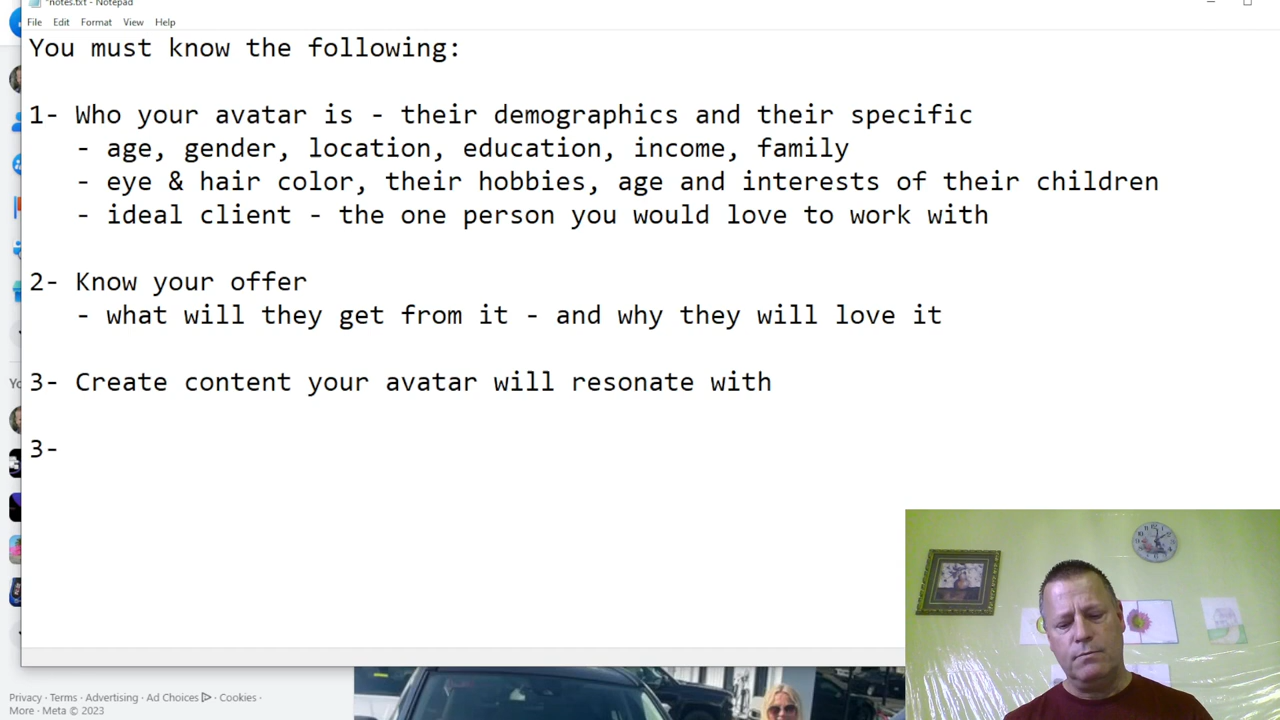 *notes.txt - Notepad
File Edit Format View Help
You must know the following:
1- Who your avatar is - their demographics and their specific
- age, gender, location, education, income, family
- eye & hair color, their hobbies, age and interests of their children
- ideal client - the one person you would love to work with
2- Know your offer
- what will they get from it - and why they will love it
3- Create content your avatar will resonate with
3-
Yo
Privacy · Terms · Advertising · Ad Choices · Cookies ·
More · Meta © 2023